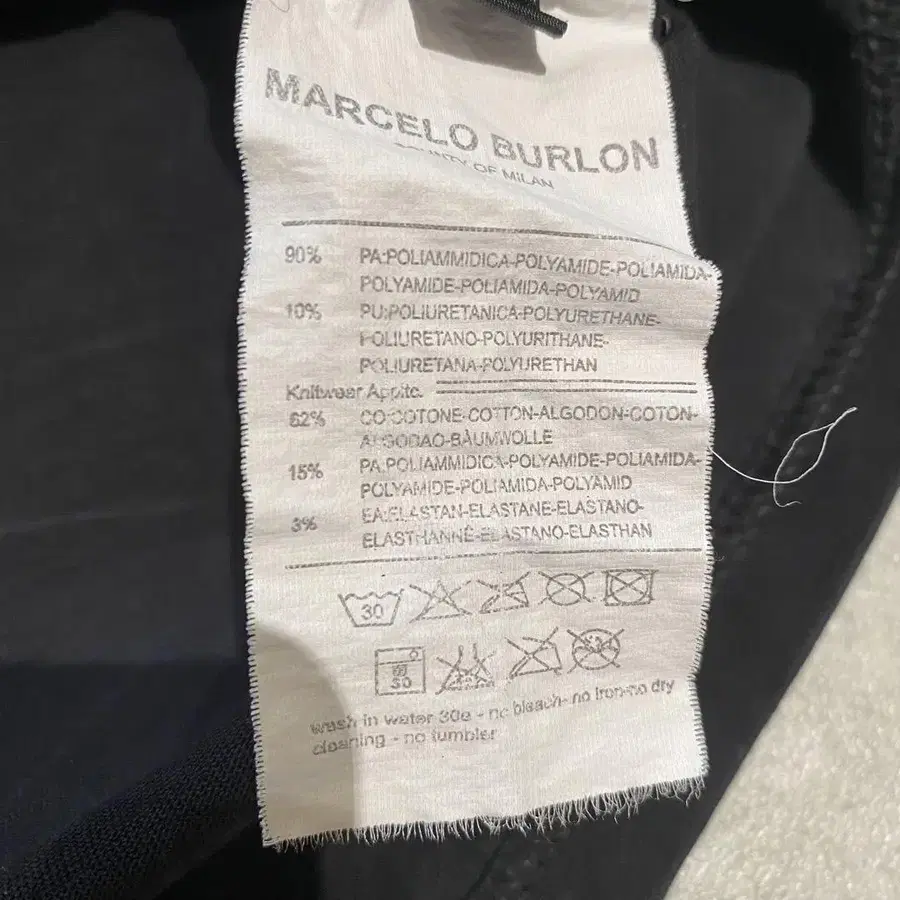 MARCELO BURLON
COUNTY OF MILAN
90% PA:POLIAMMIDICA-POLYAMIDE-POLIAMIDA-
POLYAMIDE-POLIAMIDA-POLYAMID
10% PU:POLIURETANICA-POLYURETHANE-
POLIURETANO-POLYURITHANE-
POLIURETANA-POLYURETHAN
Knitwear Applic.
82% CO:COTONE-COTTON-ALGODON-COTON-
ALGODAO-BAUMWOLLE
15% PA:POLIAMMIDICA-POLYAMIDE-POLIAMIDA-
POLYAMIDE-POLIAMIDA-POLYAMID
3% EA:ELASTAN-ELASTANE-ELASTANO-
ELASTHANNE-ELASTANO-ELASTHAN
30
30
wash in water 30e - no bleach- no iron-no dry
cleaning - no tumbler